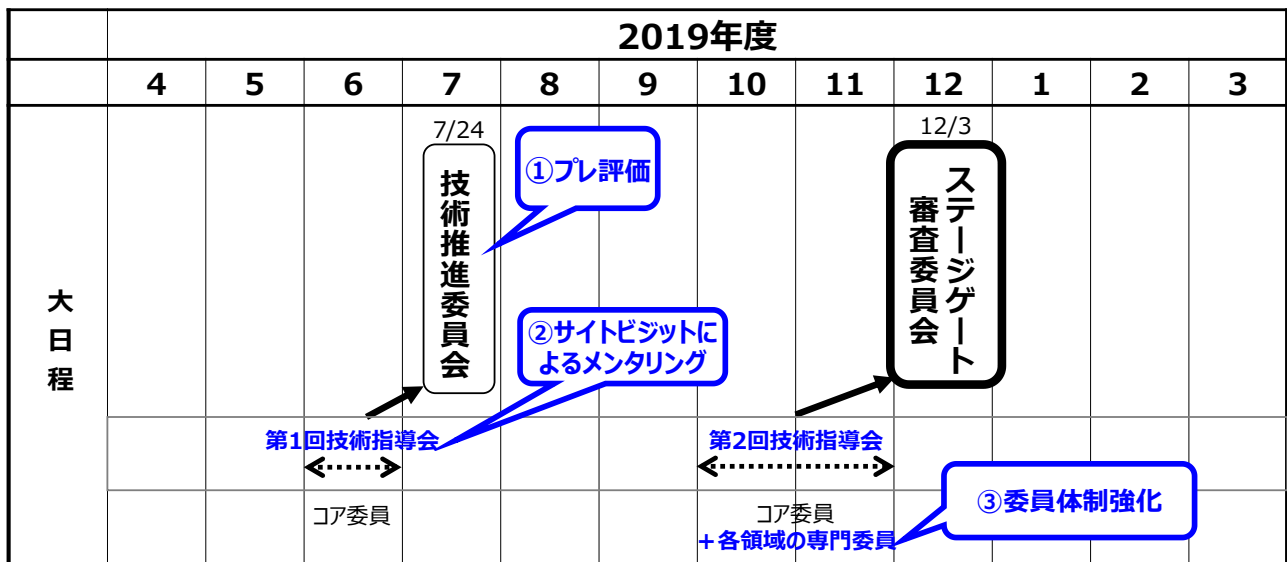 2019年度
4 5 6 7 8 9 10 11 12 1 2 3
大日程
7/24
技術推進委員会
①プレ評価
12/3
ステージゲート
審査委員会
②サイトビジットに
よるメンタリング
第1回技術指導会
第2回技術指導会
コア委員
コア委員
+各領域の専門委員
③委員体制強化